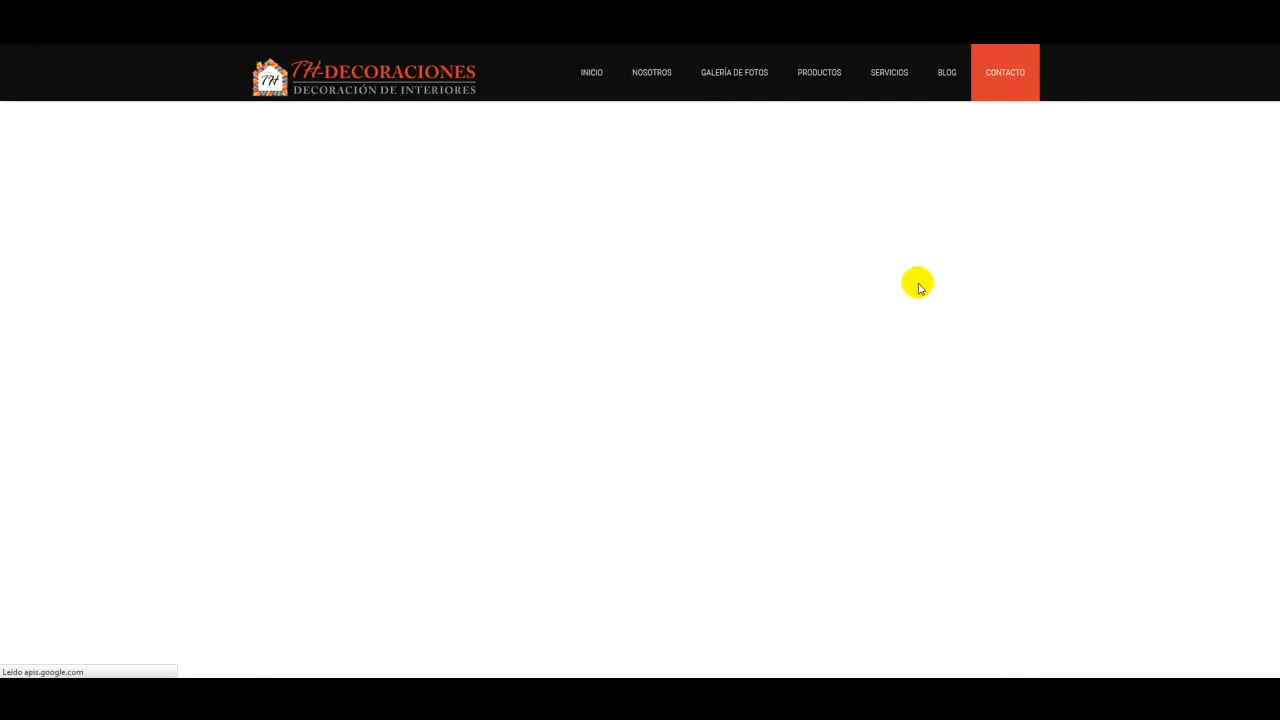 TH-DECORACIONES
TH
DECORACIÓN DE INTERIORES
INICIO NOSOTROS GALERÍA DE FOTOS PRODUCTOS SERVICIOS BLOG CONTACTO
Leído apis.google.com